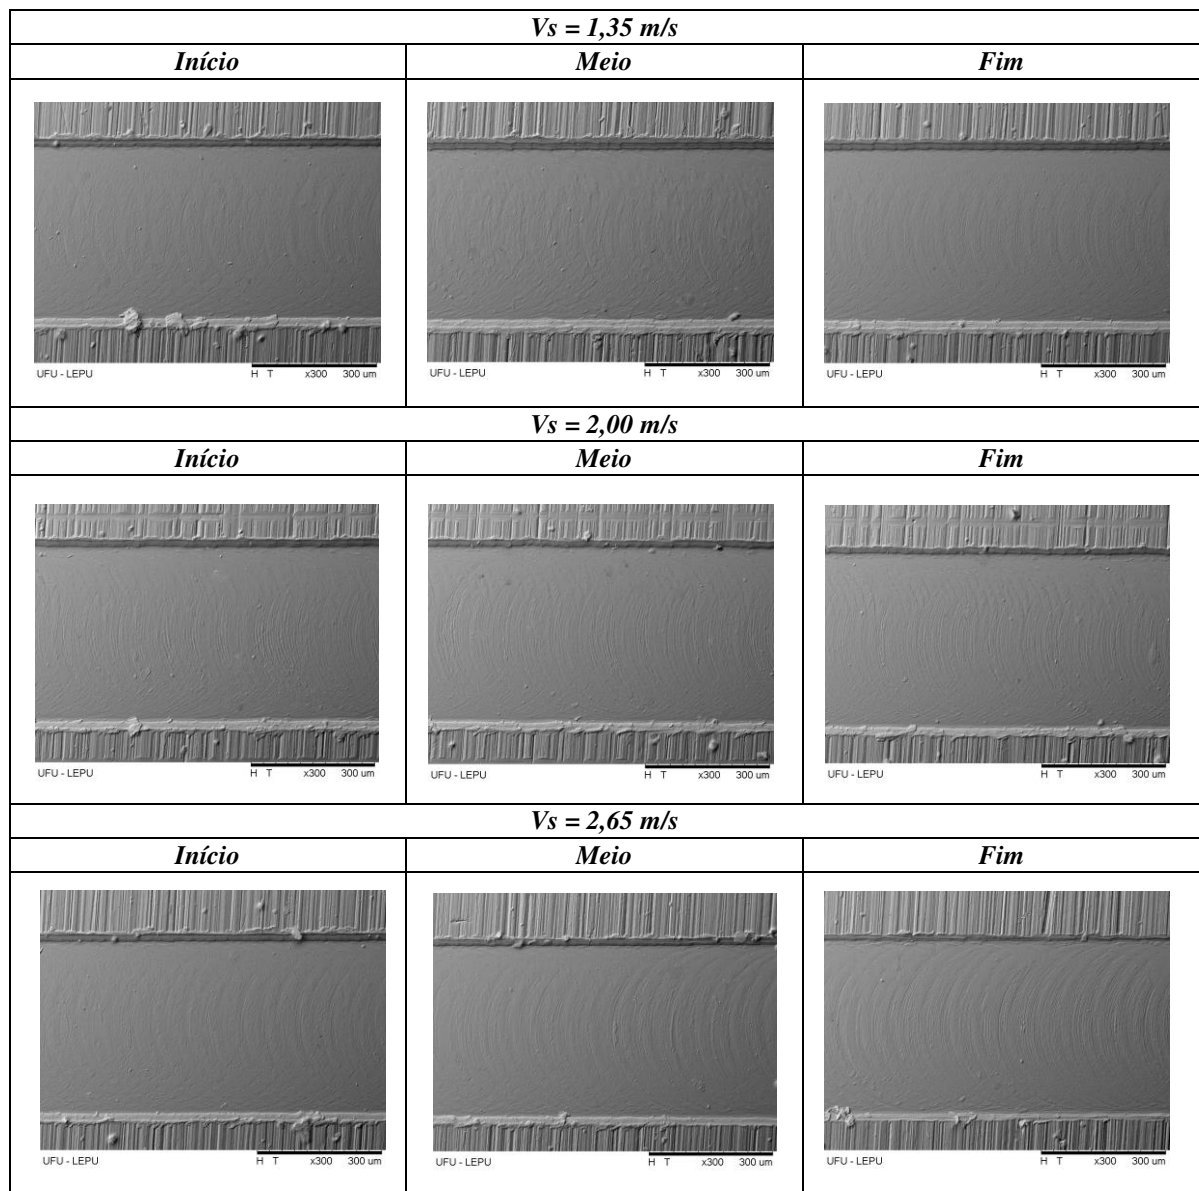 Vs = 1,35 m/s
Início Meio Fim
UFU - LEPU H T x300 300 um UFU - LEPU H T x300 300 um UFU - LEPU H T x300 300 um
Vs = 2,00 m/s
Início Meio Fim
UFU - LEPU H T x300 300 um UFU - LEPU H T x300 300 um UFU - LEPU H T x300 300 um
Vs = 2,65 m/s
Início Meio Fim
UFU - LEPU H T x300 300 um UFU - LEPU H T x300 300 um UFU - LEPU H T x300 300 um